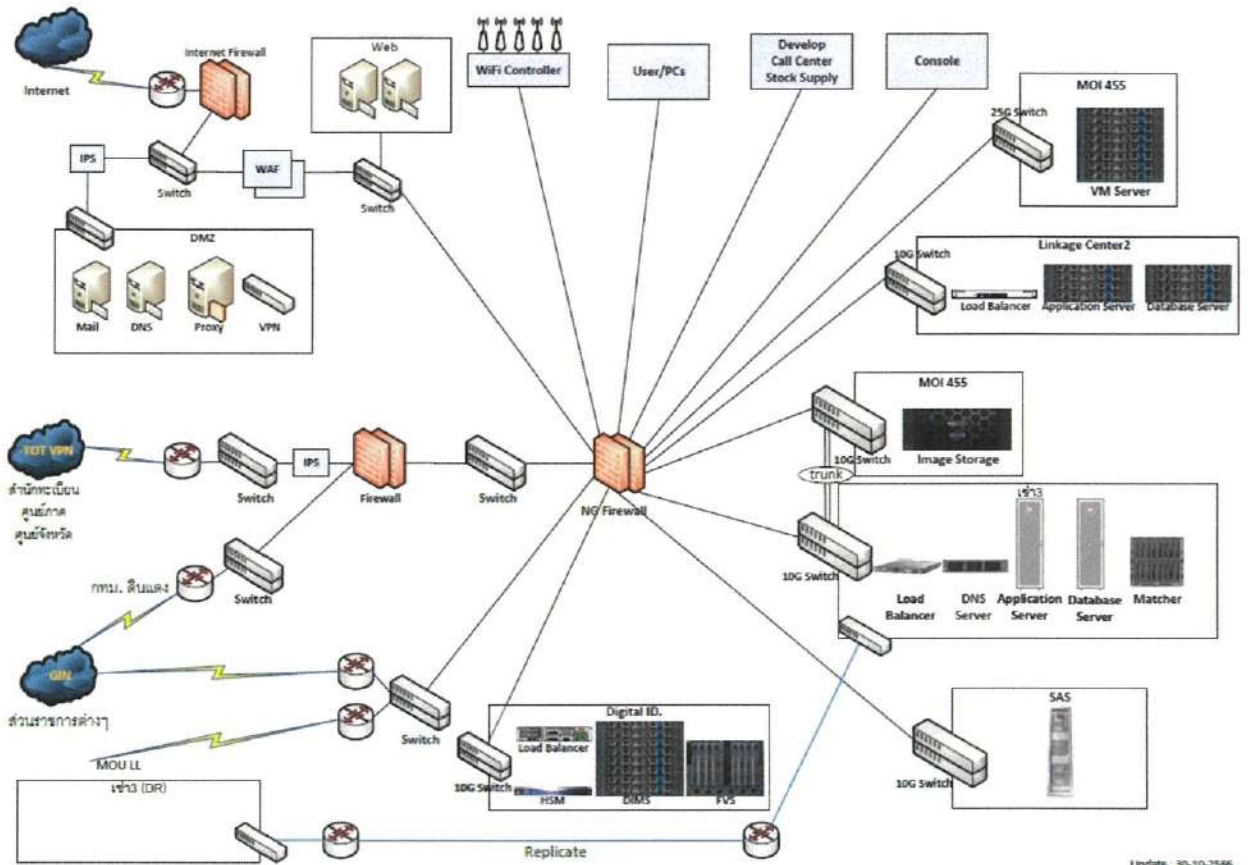 Internet
Internet Firewall
Web
WiFi Controller
User/PCs
Develop
Call Center
Stock Supply
Console
MOI 455
25G Switch
VM Server
IPS
Switch
WAF
Switch
DMZ
Mail
DNS
Proxy
VPN
Linkage Center2
10G Switch
Load Balancer
Application Server
Database Server
MOI 455
10G Switch
Image Storage
trunk
TOT VPN
สำนักทะเบียน
ศูนย์ภาค
ศูนย์จังหวัด
Switch
IPS
Firewall
Switch
NG Firewall
เช่า3
10G Switch
Load
Balancer
DNS
Server
Application
Server
Database
Server
Matcher
กทม. ดินแดง
Switch
GIN
ส่วนราชการต่างๆ
MOU LL
Switch
Digital ID.
Load Balancer
10G Switch
HSM
DIMS
FVS
SAS
10G Switch
เช่า3 (DR)
Replicate
Update : 30-10-2566